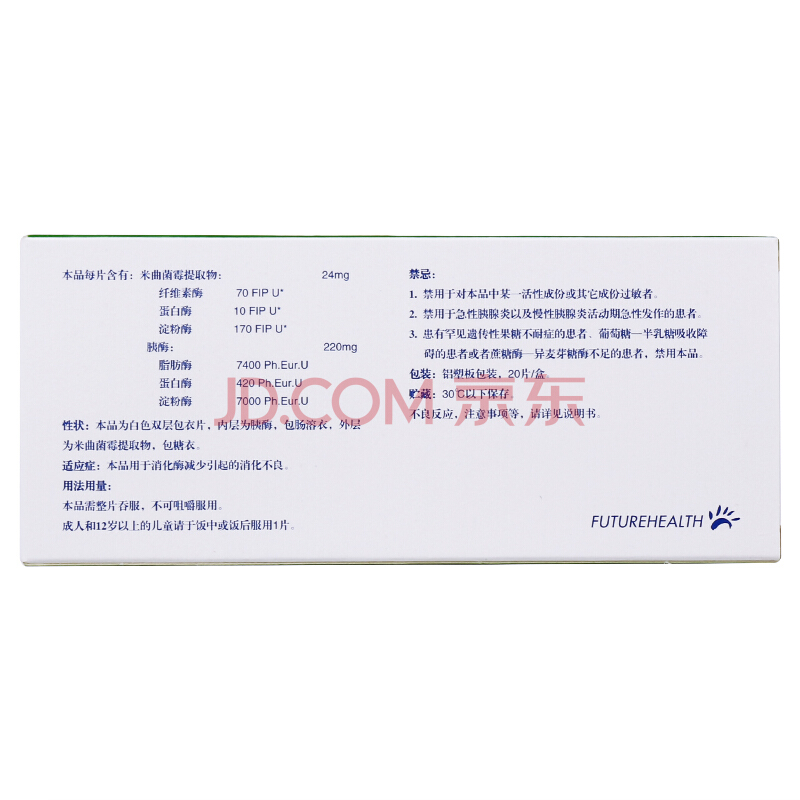 本品每片含有：米曲菌霉提取物： 24mg
纤维素酶 70 FIP U*
蛋白酶 10 FIP U*
淀粉酶 170 FIP U*
胰酶： 220mg
脂肪酶 7400 Ph.Eur.U
蛋白酶 420 Ph.Eur.U
淀粉酶 7000 Ph.Eur.U
性状：本品为白色双层包衣片，内层为胰酶，包肠溶衣，外层
为米曲菌霉提取物，包糖衣。
适应症：本品用于消化酶减少引起的消化不良。
用法用量：
本品需整片吞服，不可咀嚼服用。
成人和12岁以上的儿童请于饭中或饭后服用1片。
禁忌：
1. 禁用于对本品中某一活性成份或其它成份过敏者。
2. 禁用于急性胰腺炎以及慢性胰腺炎活动期急性发作的患者。
3. 患有罕见遗传性果糖不耐症的患者、葡萄糖—半乳糖吸收障
碍的患者或者蔗糖酶—异麦芽糖酶不足的患者，禁用本品。
包装：铝塑板包装，20片/盒
贮藏：30℃以下保存。
不良反应，注意事项等，请详见说明书。
FUTUREHEALTH
JD.COM 京东